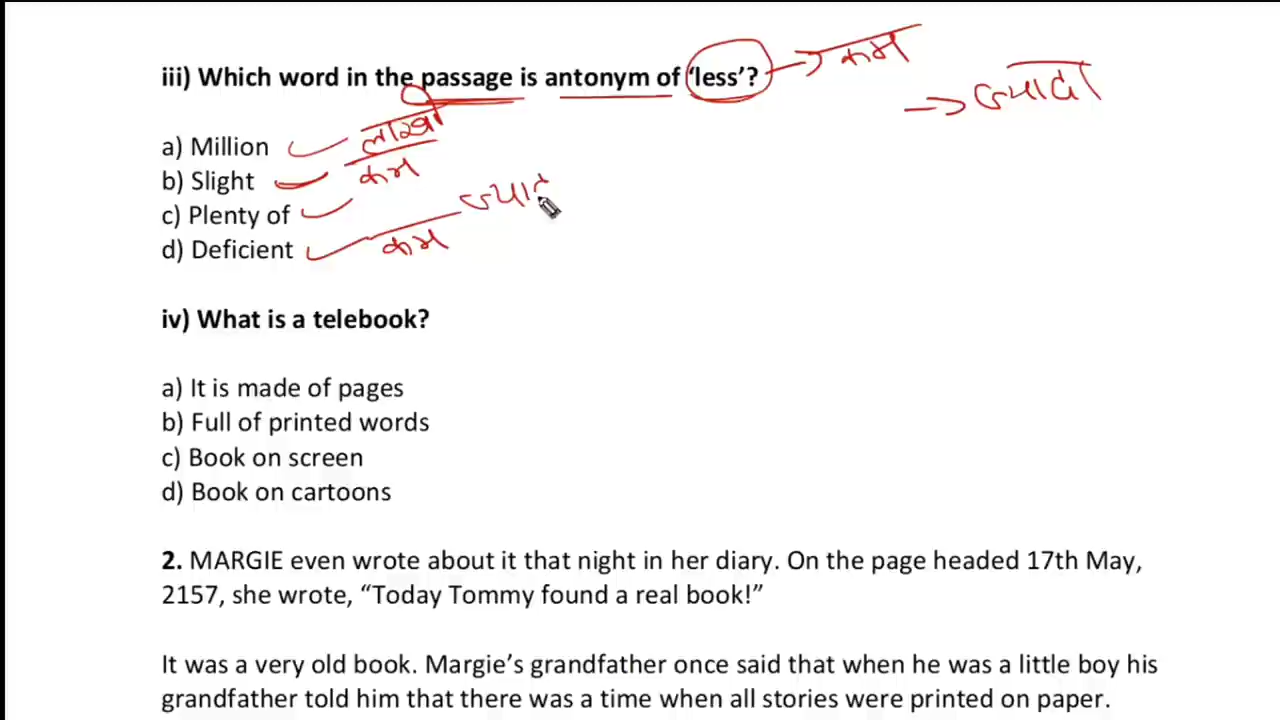 iii) Which word in the passage is antonym of ‘less’? → कम
→ ज्यादा
a) Million लाख
b) Slight कम
c) Plenty of
d) Deficient कम
iv) What is a telebook?
a) It is made of pages
b) Full of printed words
c) Book on screen
d) Book on cartoons
2. MARGIE even wrote about it that night in her diary. On the page headed 17th May,
2157, she wrote, “Today Tommy found a real book!”
It was a very old book. Margie’s grandfather once said that when he was a little boy his
grandfather told him that there was a time when all stories were printed on paper.